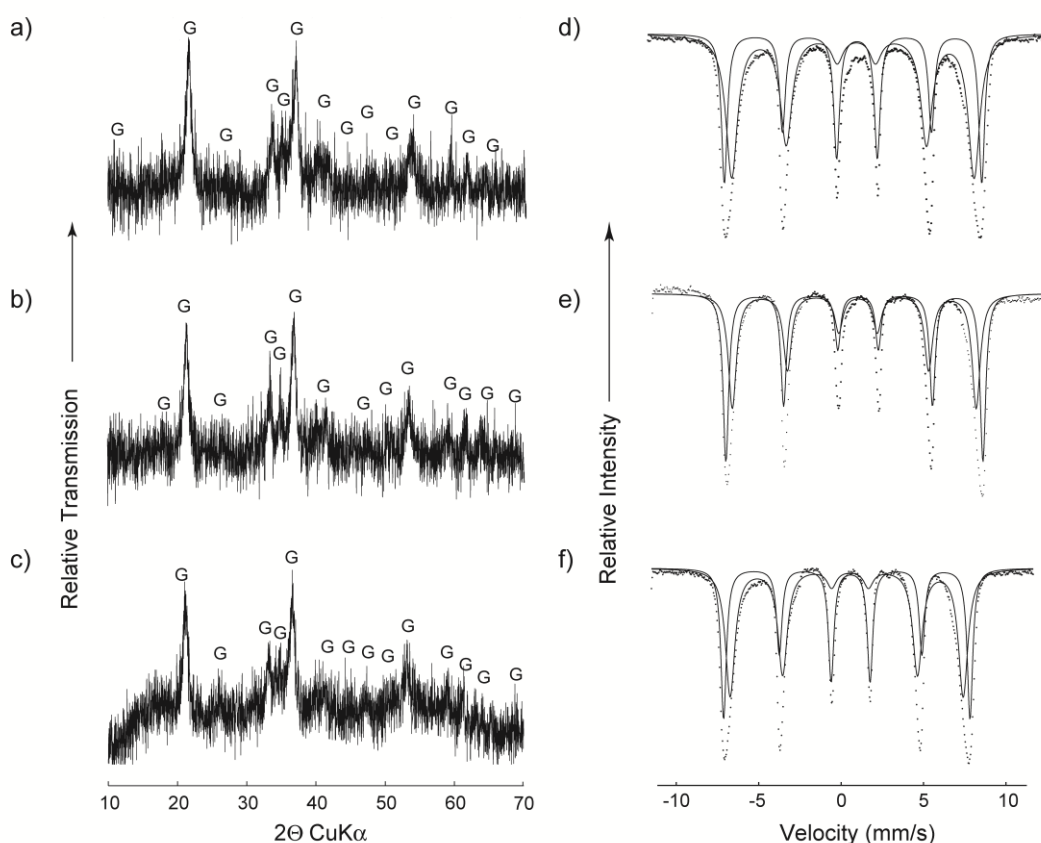 a)
G G G G G G G G G G G G G
Relative Transmission
b)
G G G G G G G G G G G G G G
c)
G G G G G G G G G G G G G G
10 20 30 40 50 60 70
2Θ CuKα
d)
Relative Intensity
e)
f)
-10 -5 0 5 10
Velocity (mm/s)